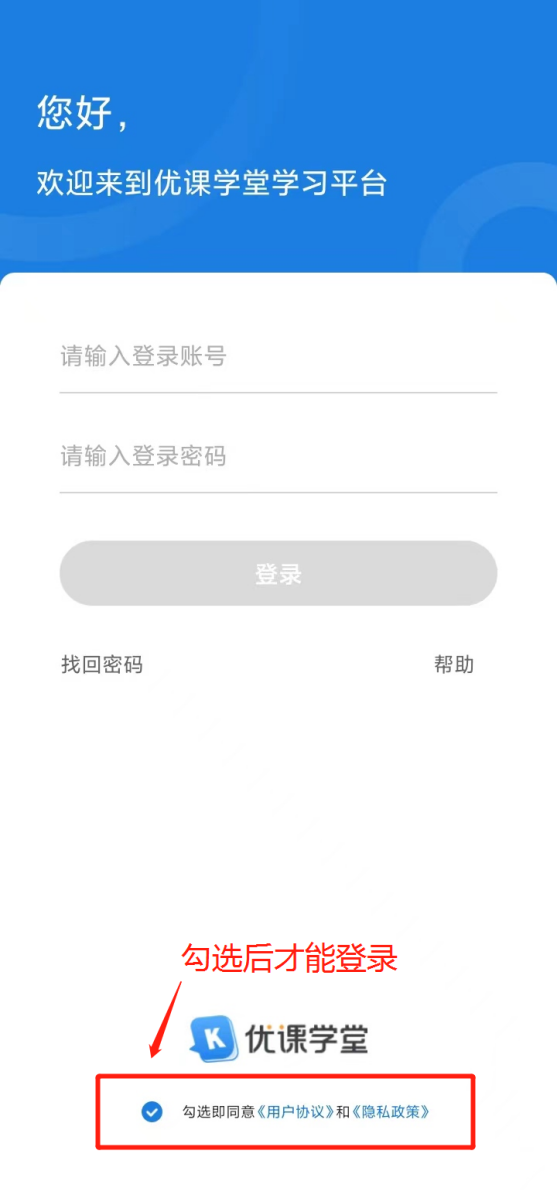 您好，
欢迎来到优课学堂学习平台
请输入登录账号
请输入登录密码
登录
找回密码
帮助
勾选后才能登录
K 优课学堂
勾选即同意《用户协议》和《隐私政策》